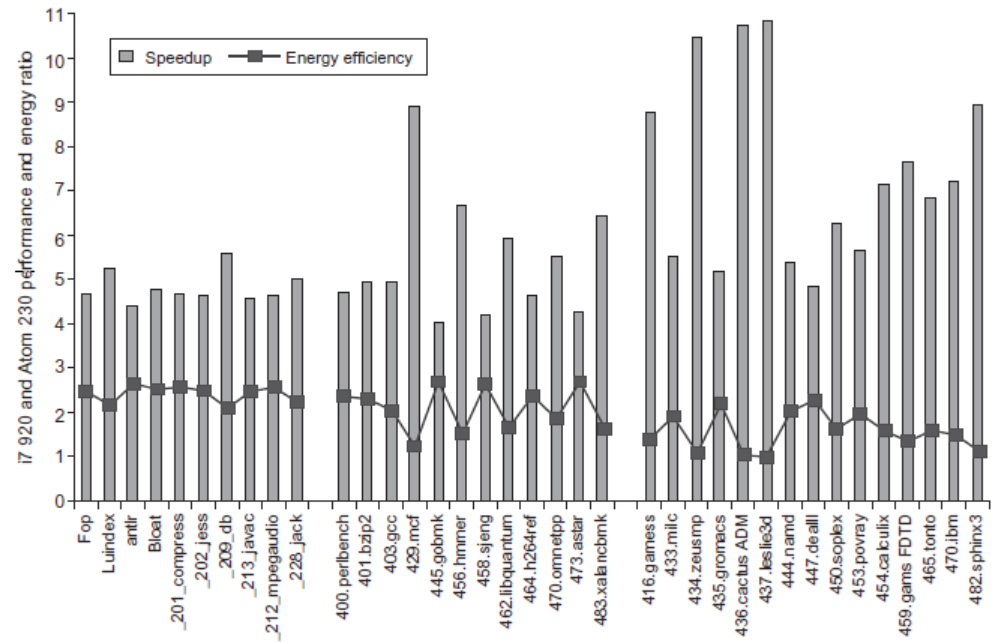 i7 920 and Atom 230 performance and energy ratio
11
10
9
8
7
6
5
4
3
2
1
0
Speedup
Energy efficiency
Fop
Luindex
antlr
Bloat
_201_compress
_202_jess
_209_db
_213_javac
_212_mpegaudio
_228_jack
400.perlbench
401.bzip2
403.gcc
429.mcf
445.gobmk
456.hmmer
458.sjeng
462.libquantum
464.h264ref
470.omnetpp
473.astar
483.xalancbmk
416.gamess
433.milc
434.zeusmp
435.gromacs
436.cactus ADM
437.leslie3d
444.namd
447.dealII
450.soplex
453.povray
454.calculix
459.gams FDTD
465.tonto
470.ibm
482.sphinx3